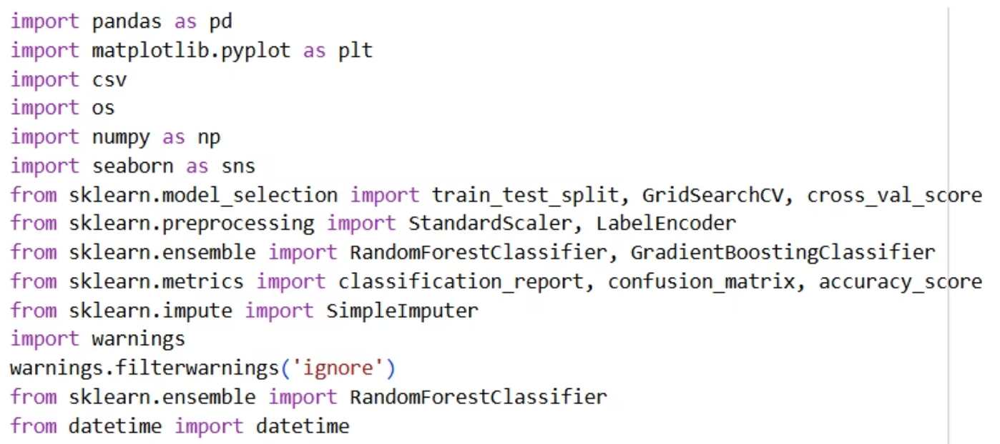 import pandas as pd
import matplotlib.pyplot as plt
import csv
import os
import numpy as np
import seaborn as sns
from sklearn.model_selection import train_test_split, GridSearchCV, cross_val_score
from sklearn.preprocessing import StandardScaler, LabelEncoder
from sklearn.ensemble import RandomForestClassifier, GradientBoostingClassifier
from sklearn.metrics import classification_report, confusion_matrix, accuracy_score
from sklearn.impute import SimpleImputer
import warnings
warnings.filterwarnings('ignore')
from sklearn.ensemble import RandomForestClassifier
from datetime import datetime